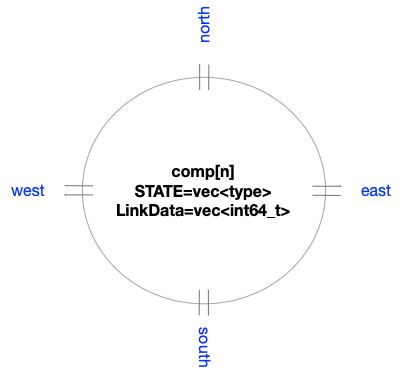 north
comp[n]
STATE=vec<type>
west
LinkData=vec<int64_t>
east
south